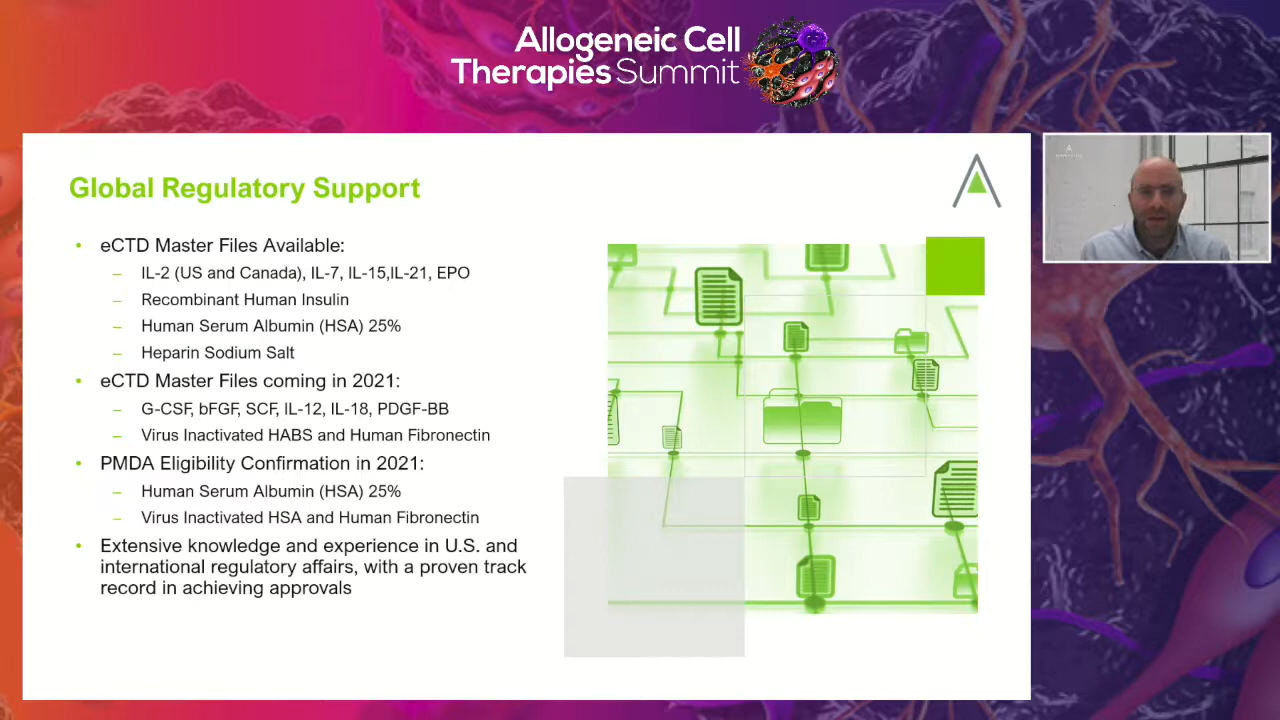 Allogeneic Cell
Therapies Summit
Global Regulatory Support
• eCTD Master Files Available:
– IL-2 (US and Canada), IL-7, IL-15,IL-21, EPO
– Recombinant Human Insulin
– Human Serum Albumin (HSA) 25%
– Heparin Sodium Salt
• eCTD Master Files coming in 2021:
– G-CSF, bFGF, SCF, IL-12, IL-18, PDGF-BB
– Virus Inactivated HABS and Human Fibronectin
• PMDA Eligibility Confirmation in 2021:
– Human Serum Albumin (HSA) 25%
– Virus Inactivated HSA and Human Fibronectin
• Extensive knowledge and experience in U.S. and
international regulatory affairs, with a proven track
record in achieving approvals